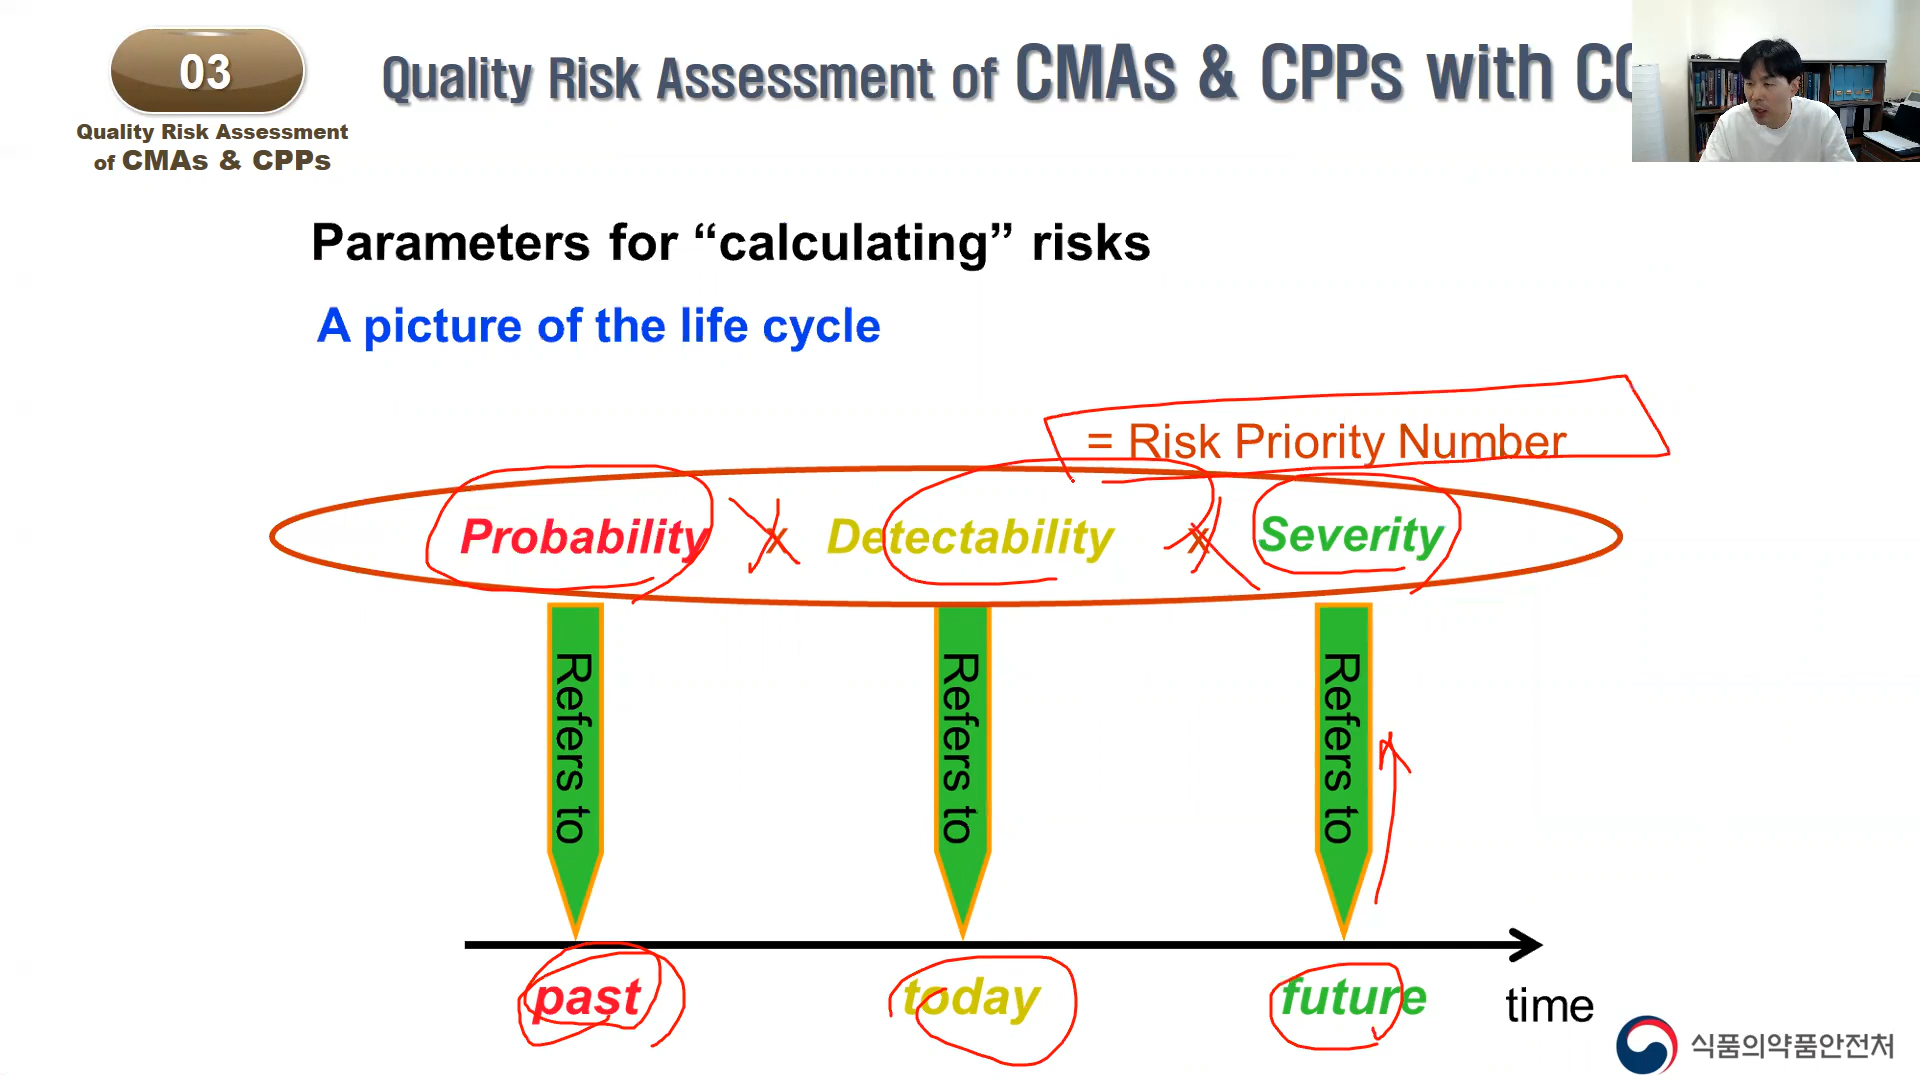 03
Quality Risk Assessment
of CMAs & CPPs
Quality Risk Assessment of CMAs & CPPs with
Parameters for “calculating” risks
A picture of the life cycle
= Risk Priority Number
Probability x Detectability x Severity
Refers to
Refers to
Refers to
past
today
future
time
식품의약품안전처